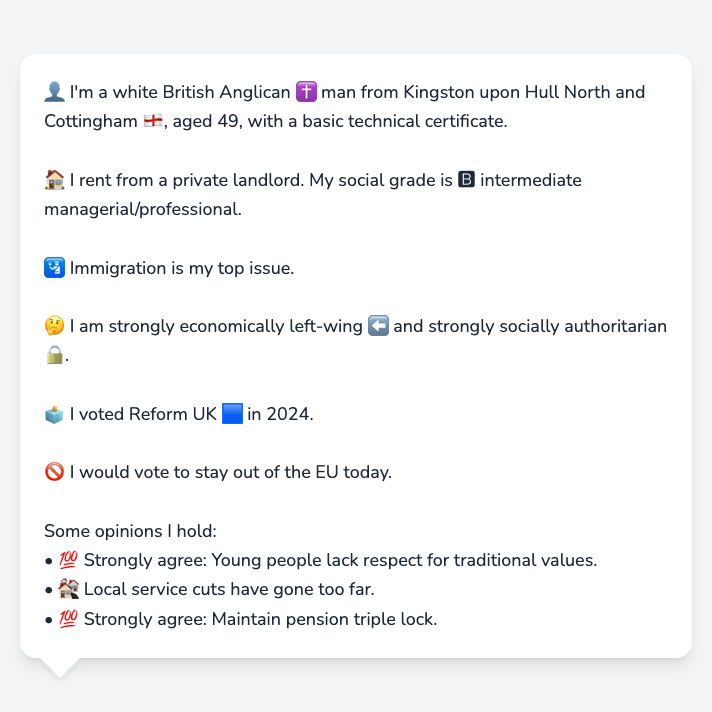 👤 I'm a white British Anglican ✝️ man from Kingston upon Hull North and
Cottingham 🏴󠁧󠁢󠁥󠁮󠁧󠁿, aged 49, with a basic technical certificate.
🏠 I rent from a private landlord. My social grade is 🅱 intermediate
managerial/professional.
🛂 Immigration is my top issue.
🤔 I am strongly economically left-wing ⬅️ and strongly socially authoritarian
🔒.
🗳️ I voted Reform UK 🟦 in 2024.
🚫 I would vote to stay out of the EU today.
Some opinions I hold:
• 💯 Strongly agree: Young people lack respect for traditional values.
• 🏚️ Local service cuts have gone too far.
• 💯 Strongly agree: Maintain pension triple lock.